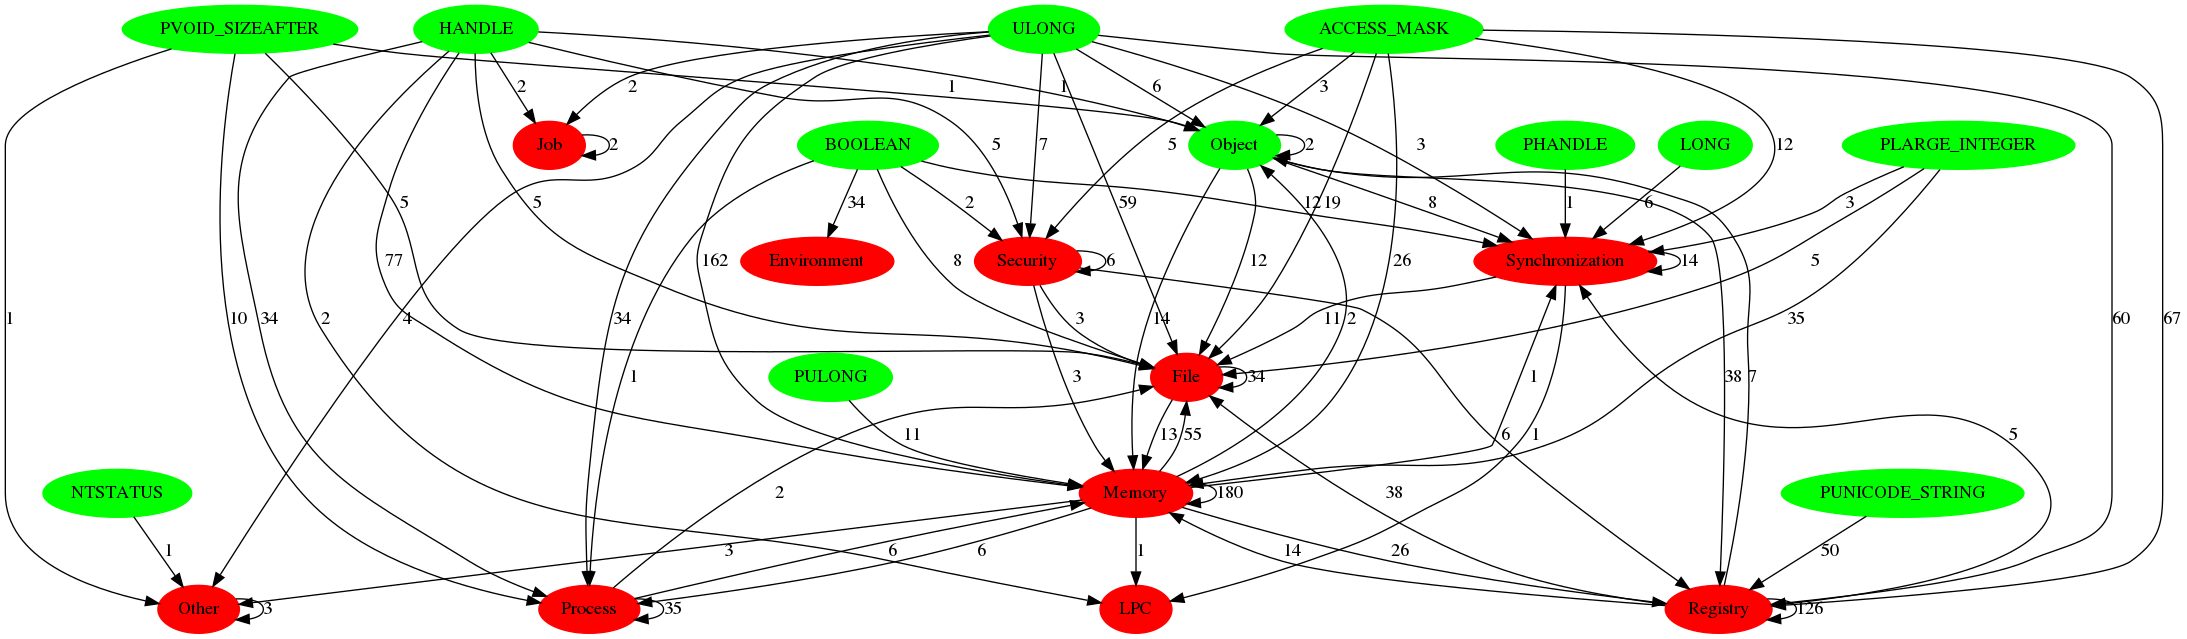 PVOID_SIZEAFTER HANDLE ULONG ACCESS_MASK
2 2 1 1 6 3
Job 2 BOOLEAN 5 7 5 Object 2 3 12 PHANDLE LONG PLARGE_INTEGER
5 5 34 2 59 12 19 8 1 6 3
77 162 Environment 8 Security 6 12 26 Synchronization 14 5
1 10 34 2 4 34 3 14 2 11 35 60 67
1 PULONG 3 File 34 1 38 7
11 13 55 6 1 5
NTSTATUS 2 Memory 180 38 PUNICODE_STRING
1 3 6 6 1 14 26 50
Other 3 Process 35 LPC Registry 126